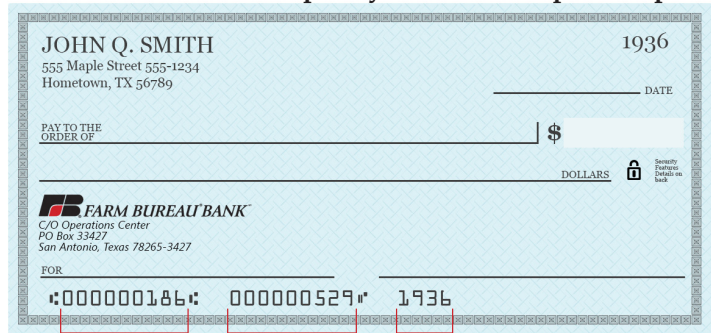 JOHN Q. SMITH
1936
555 Maple Street 555-1234
Hometown, TX 56789
DATE
PAY TO THE
ORDER OF
$
DOLLARS
Security
Features
Details on
back
FARM BUREAU BANK
C/O Operations Center
PO Box 33427
San Antonio, Texas 78265-3427
FOR
⑆000000186⑆ 000000529⑈ 1936